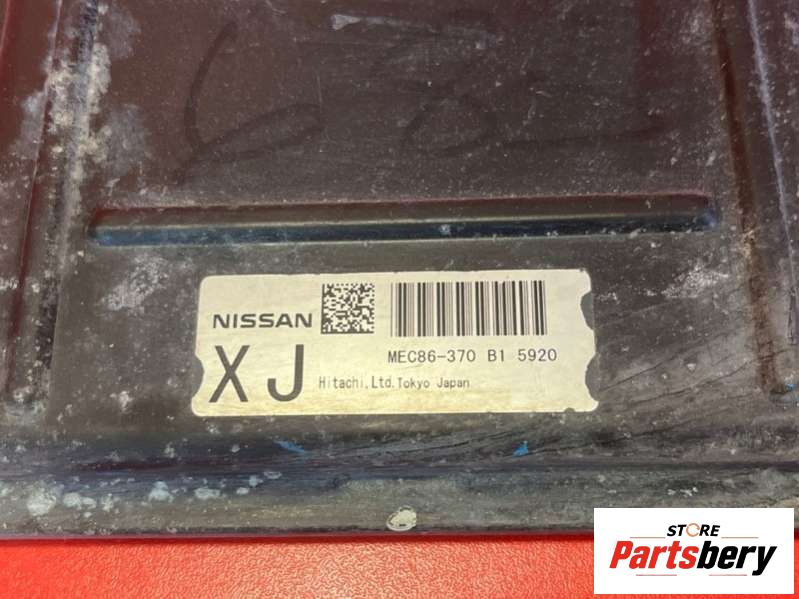 NISSAN
MEC86-370 B1 5920
XJ
Hitachi,Ltd.Tokyo Japan
STORE
Partsbery